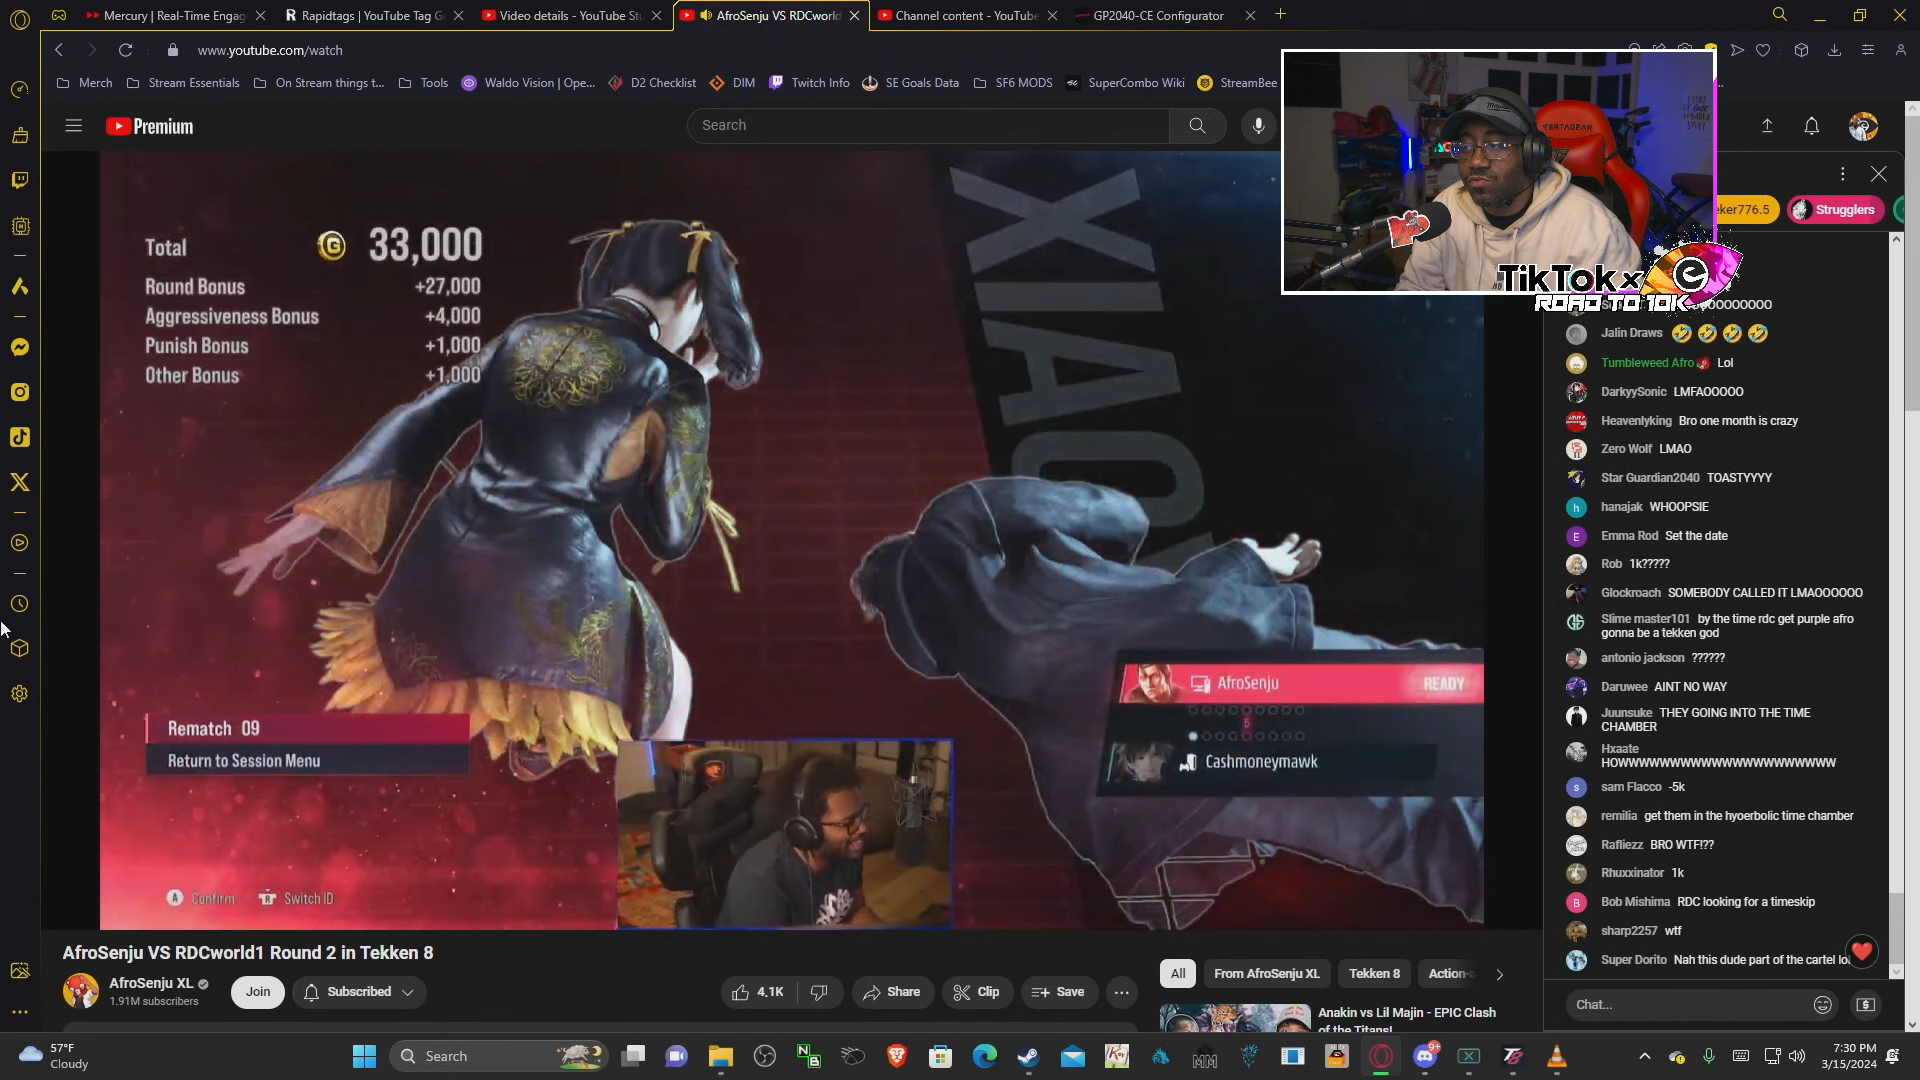 Mercury | Real-Time Engag
Rapidtags | YouTube Tag G
Video details - YouTube St
AfroSenju VS RDCworld
Channel content - YouTube
GP2040-CE Configurator
www.youtube.com/watch
Merch
Stream Essentials
On Stream things t...
Tools
Waldo Vision | Ope...
D2 Checklist
DIM
Twitch Info
SE Goals Data
SF6 MODS
SuperCombo Wiki
StreamBee
Premium
Search
XIAOY
Total G 33,000
Round Bonus +27,000
Aggressiveness Bonus +4,000
Punish Bonus +1,000
Other Bonus +1,000
Rematch 09
Return to Session Menu
A Confirm
Switch ID
AfroSenju READY
5
Cashmoneymawk
VERTAGEAR
TikTok x e
ROAD TO 10K
eker776.5
Strugglers
Jalin Draws 🤣🤣🤣🤣
Tumbleweed Afro Lol
DarkyySonic LMFAOOOOO
Heavenlyking Bro one month is crazy
Zero Wolf LMAO
Star Guardian2040 TOASTYYYY
hanajak WHOOPSIE
Emma Rod Set the date
Rob 1k?????
Glockroach SOMEBODY CALLED IT LMAOOOOOO
Slime master101 by the time rdc get purple afro
gonna be a tekken god
antonio jackson ??????
Daruwee AINT NO WAY
Juunsuke THEY GOING INTO THE TIME
CHAMBER
Hxaate
HOWWWWWWWWWWWWWWWWWWWWW
sam Flacco -5k
remilia get them in the hyoerbolic time chamber
Rafliezz BRO WTF!??
Rhuxxinator 1k
Bob Mishima RDC looking for a timeskip
sharp2257 wtf
Super Dorito Nah this dude part of the cartel lol
Chat...
AfroSenju VS RDCworld1 Round 2 in Tekken 8
AfroSenju XL
1.91M subscribers
Join
Subscribed
4.1K
Share
Clip
Save
All
From AfroSenju XL
Tekken 8
Action-a
Anakin vs Lil Majin - EPIC Clash
of the Titans!
57°F
Cloudy
Search
9+
7:30 PM
3/15/2024